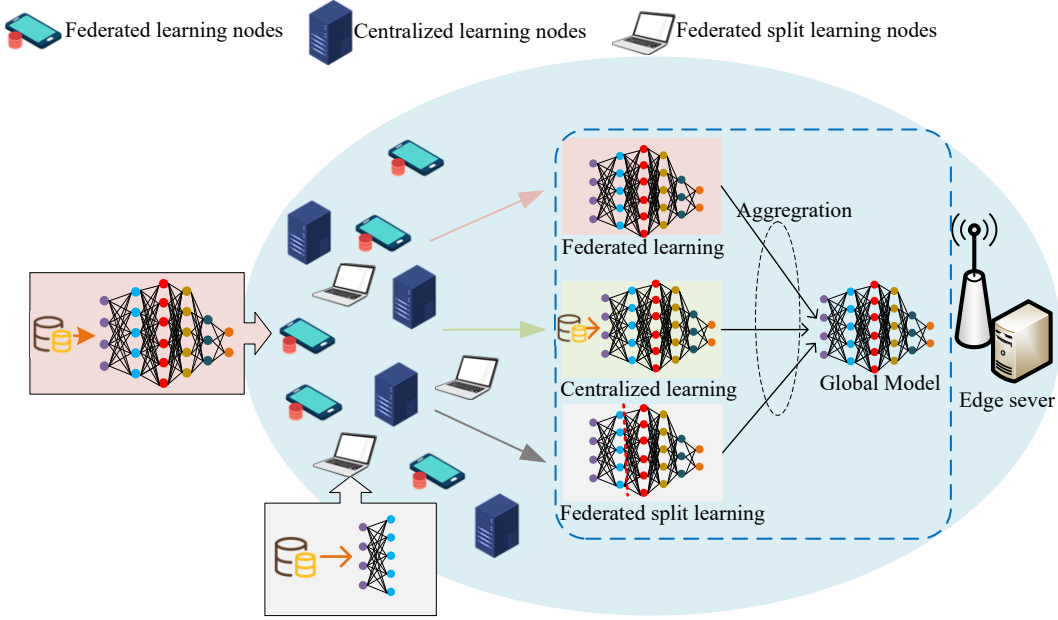 Federated learning nodes
Centralized learning nodes
Federated split learning nodes
Aggregration
Federated learning
Centralized learning
Global Model
Edge sever
Federated split learning